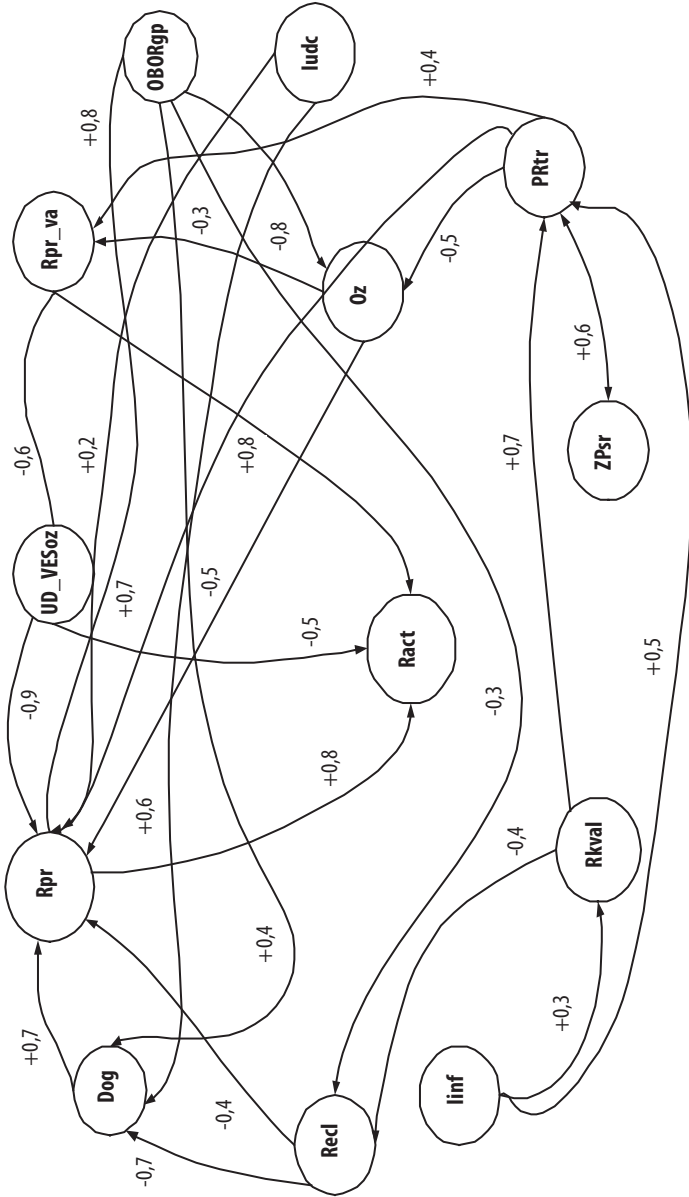 -0,9
-0,6
+0,7
Rpr
UD_VESoz
Rpr_va
+0,2
+0,8
Dog
+0,7
-0,7
+0,6
OBORgp
-0,5
-0,3
-0,4
+0,8
+0,4
-0,8
-0,5
Iudc
Recl
+0,8
Oz
Ract
+0,4
-0,5
Iinf
-0,3
-0,4
+0,7
PRtr
+0,3
+0,6
Rkval
ZPsr
+0,5